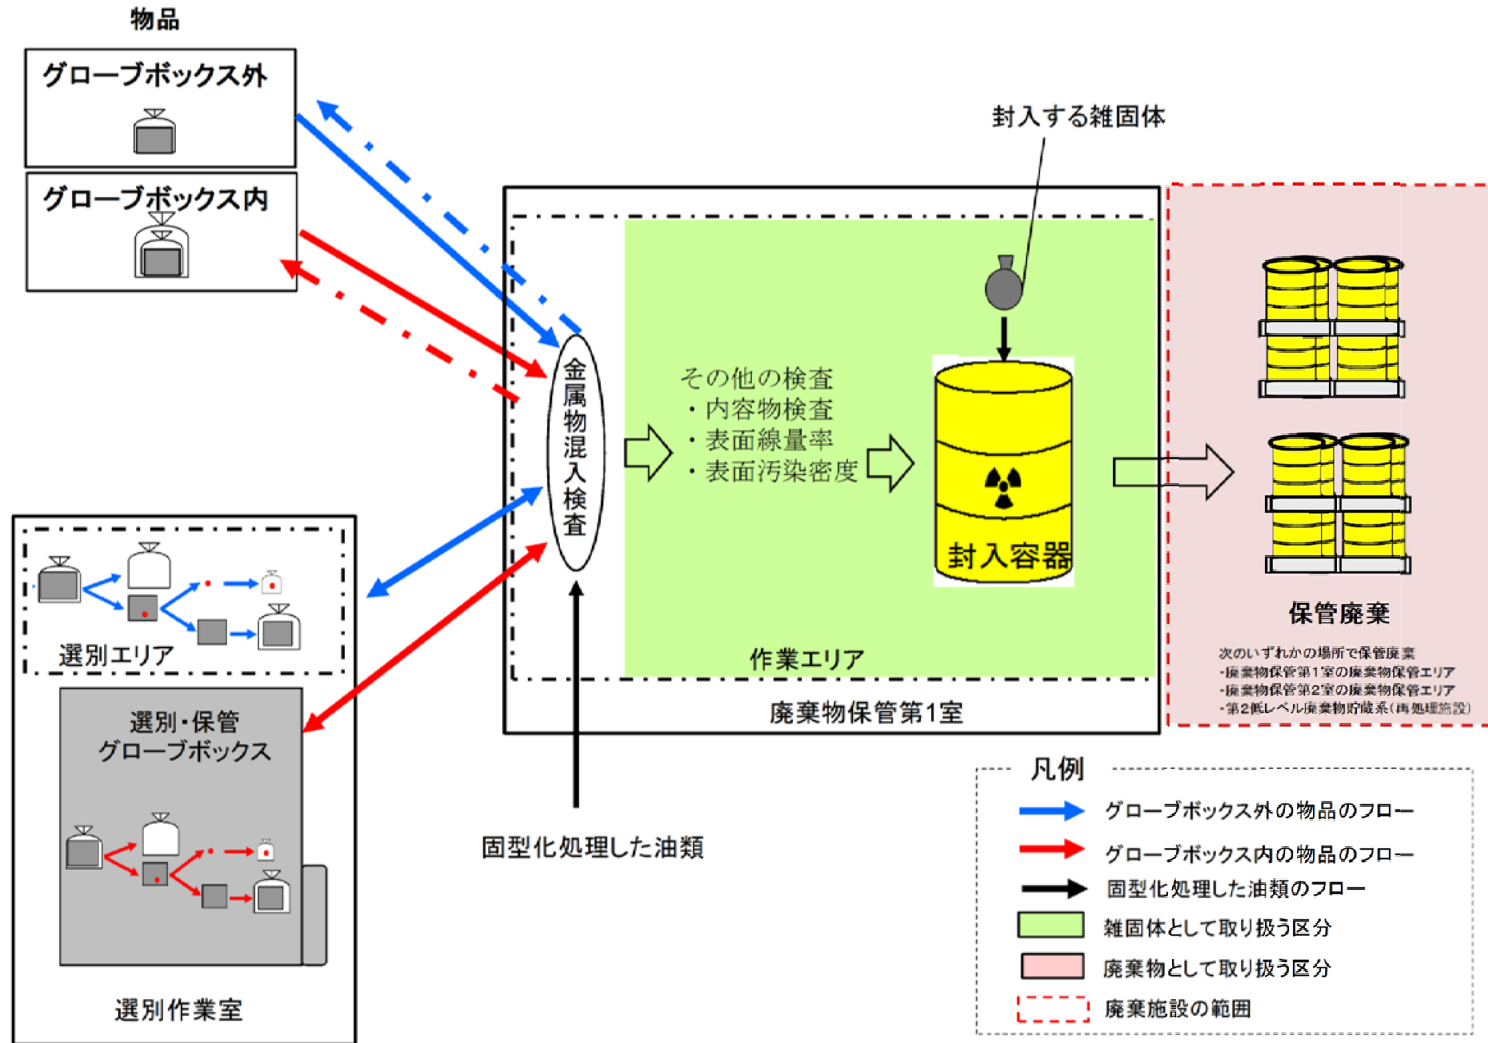 物品
グローブボックス外
グローブボックス内
封入する雑固体
金属物混入検査
その他の検査
・内容物検査
・表面線量率
・表面汚染密度
封入容器
作業エリア
廃棄物保管第1室
保管廃棄
次のいずれかの場所で保管廃棄
-廃棄物保管第1室の廃棄物保管エリア
-廃棄物保管第2室の廃棄物保管エリア
-第2低レベル廃棄物貯蔵系(再処理施設)
選別エリア
選別・保管
グローブボックス
選別作業室
固型化処理した油類
凡例
グローブボックス外の物品のフロー
グローブボックス内の物品のフロー
固型化処理した油類のフロー
雑固体として取り扱う区分
廃棄物として取り扱う区分
廃棄施設の範囲